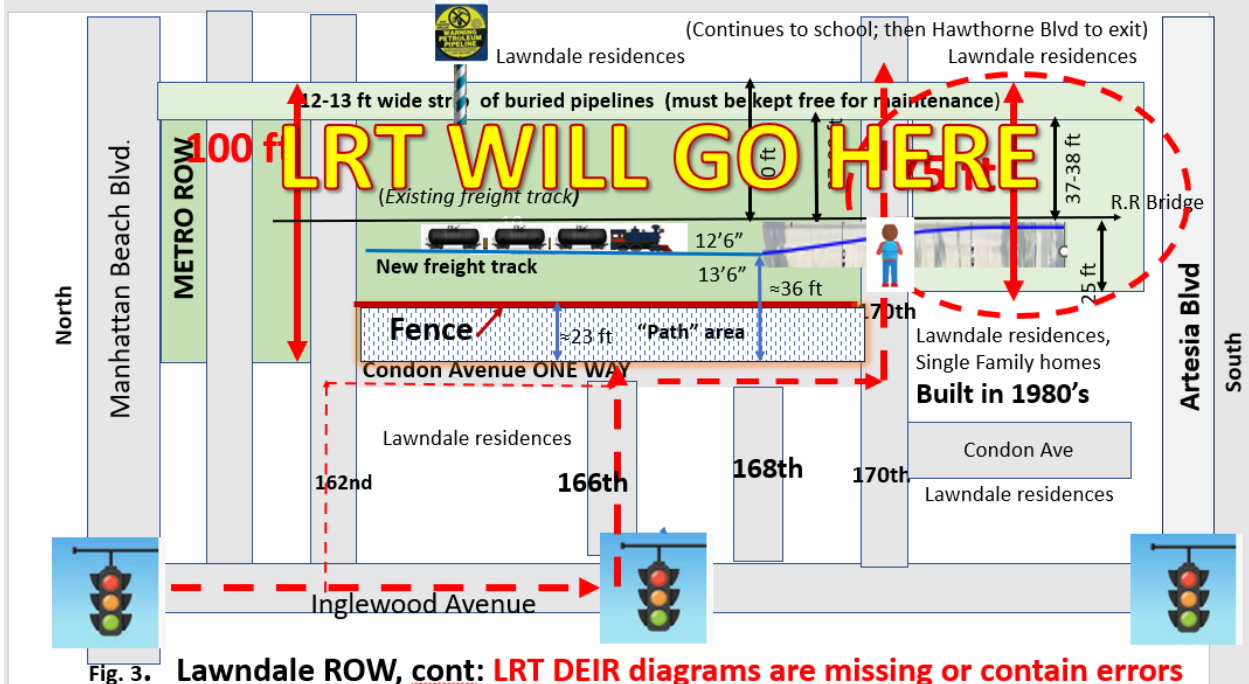 (Continues to school; then Hawthorne Blvd to exit)
WARNING
PETROLEUM
PIPELINE
Lawndale residences
Lawndale residences
12-13 ft wide strip of buried pipelines (must be kept free for maintenance)
100 ft
LRT WILL GO HERE
37-38 ft
(Existing freight track)
R.R Bridge
METRO ROW
Manhattan Beach Blvd.
North
12'6"
New freight track
13'6"
≈36 ft
25 ft
170th
Fence
≈23 ft
"Path" area
Lawndale residences,
Single Family homes
Built in 1980's
Condon Avenue ONE WAY
Artesia Blvd
South
Lawndale residences
Condon Ave
162nd
166th
168th
170th
Lawndale residences
Inglewood Avenue
Fig. 3. Lawndale ROW, cont: LRT DEIR diagrams are missing or contain errors